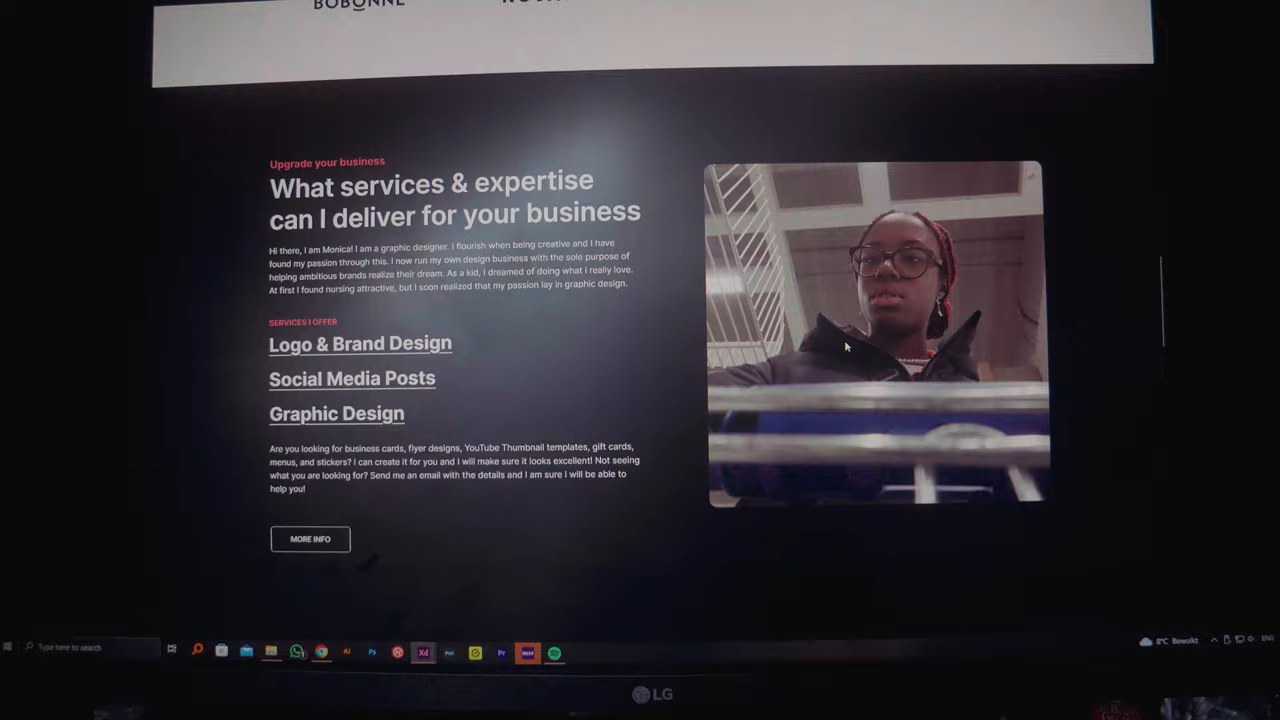 BOBONNE
Upgrade your business
What services & expertise
can I deliver for your business
Hi there, I am Monica! I am a graphic designer. I flourish when being creative and I have
found my passion through this. I now run my own design business with the sole purpose of
helping ambitious brands realize their dream. As a kid, I dreamed of doing what I really love.
At first I found nursing attractive, but I soon realized that my passion lay in graphic design.
SERVICES I OFFER
Logo & Brand Design
Social Media Posts
Graphic Design
Are you looking for business cards, flyer designs, YouTube Thumbnail templates, gift cards,
menus, and stickers? I can create it for you and I will make sure it looks excellent! Not seeing
what you are looking for? Send me an email with the details and I am sure I will be able to
help you!
MORE INFO
Type here to search
Ai
Ps
Xd
Pr
8°C Bewolkt
ENG
LG